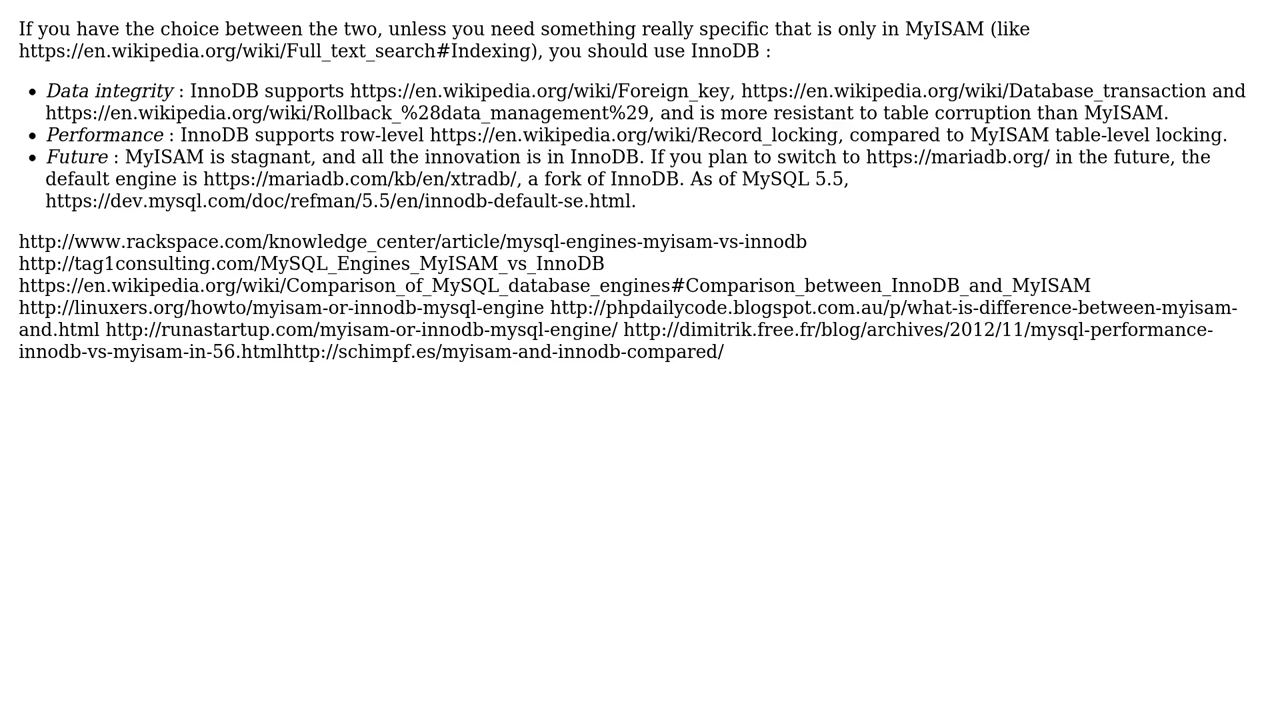 If you have the choice between the two, unless you need something really specific that is only in MyISAM (like
https://en.wikipedia.org/wiki/Full_text_search#Indexing), you should use InnoDB :
• Data integrity : InnoDB supports https://en.wikipedia.org/wiki/Foreign_key, https://en.wikipedia.org/wiki/Database_transaction and
https://en.wikipedia.org/wiki/Rollback_%28data_management%29, and is more resistant to table corruption than MyISAM.
• Performance : InnoDB supports row-level https://en.wikipedia.org/wiki/Record_locking, compared to MyISAM table-level locking.
• Future : MyISAM is stagnant, and all the innovation is in InnoDB. If you plan to switch to https://mariadb.org/ in the future, the
default engine is https://mariadb.com/kb/en/xtradb/, a fork of InnoDB. As of MySQL 5.5,
https://dev.mysql.com/doc/refman/5.5/en/innodb-default-se.html.
http://www.rackspace.com/knowledge_center/article/mysql-engines-myisam-vs-innodb
http://tag1consulting.com/MySQL_Engines_MyISAM_vs_InnoDB
https://en.wikipedia.org/wiki/Comparison_of_MySQL_database_engines#Comparison_between_InnoDB_and_MyISAM
http://linuxers.org/howto/myisam-or-innodb-mysql-engine http://phpdailycode.blogspot.com.au/p/what-is-difference-between-myisam-
and.html http://runastartup.com/myisam-or-innodb-mysql-engine/ http://dimitrik.free.fr/blog/archives/2012/11/mysql-performance-
innodb-vs-myisam-in-56.htmlhttp://schimpf.es/myisam-and-innodb-compared/